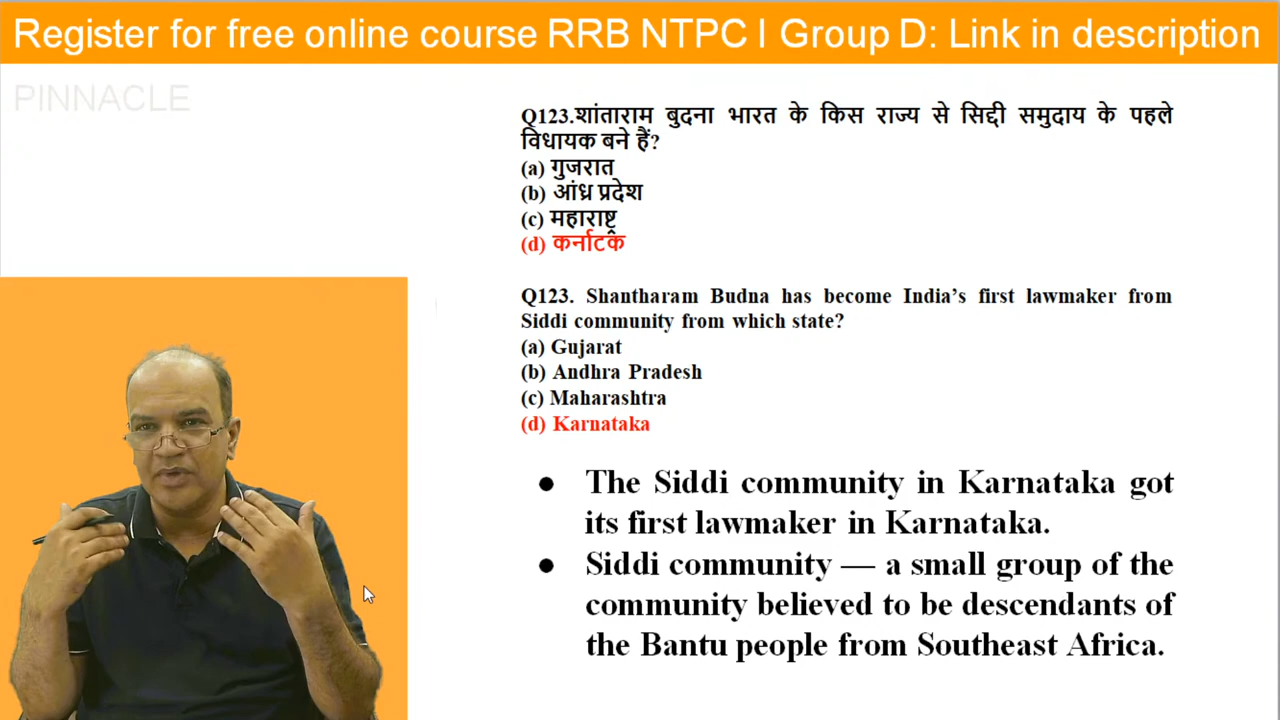 Register for free online course RRB NTPC I Group D: Link in description
PINNACLE
Q123.शांताराम बुदना भारत के किस राज्य से सिद्दी समुदाय के पहले
विधायक बने हैं?
(a) गुजरात
(b) आंध्र प्रदेश
(c) महाराष्ट्र
(d) कर्नाटक
Q123. Shantharam Budna has become India's first lawmaker from
Siddi community from which state?
(a) Gujarat
(b) Andhra Pradesh
(c) Maharashtra
(d) Karnataka
● The Siddi community in Karnataka got
its first lawmaker in Karnataka.
● Siddi community — a small group of the
community believed to be descendants of
the Bantu people from Southeast Africa.